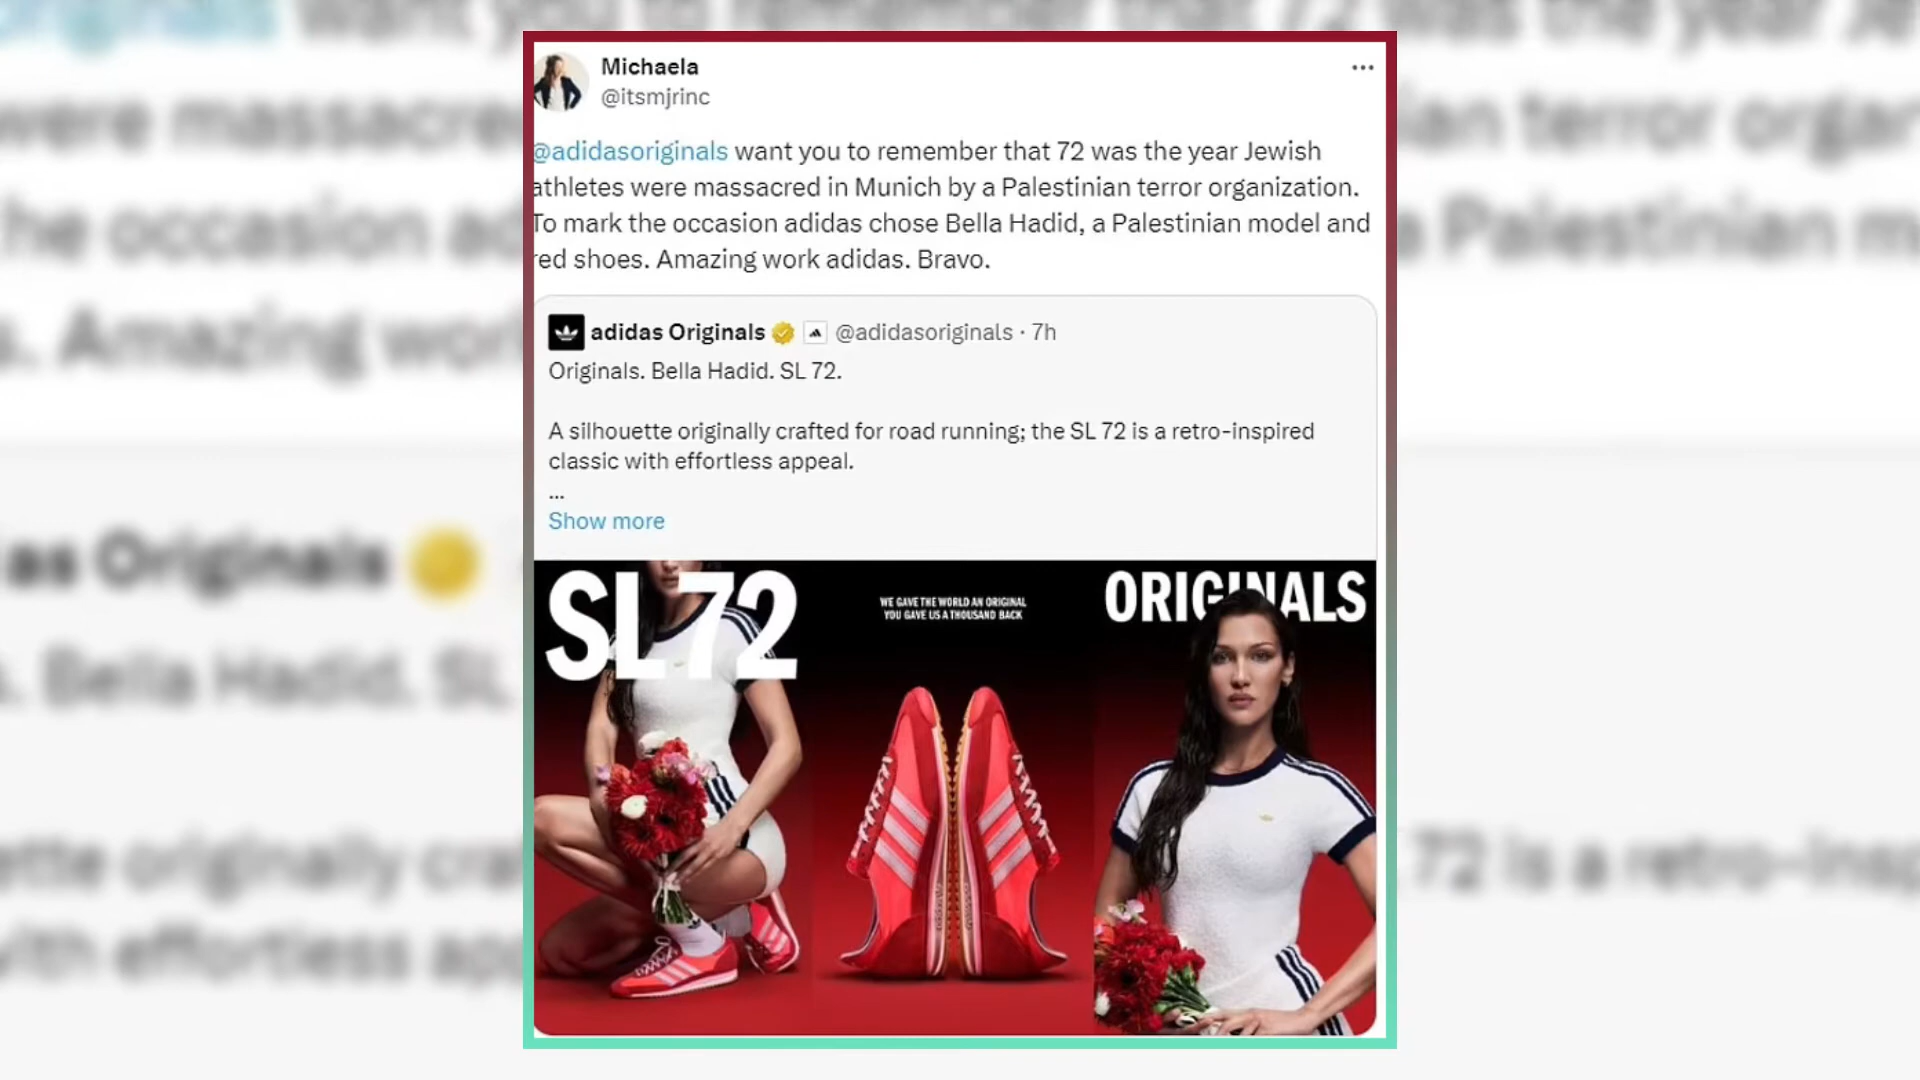 Michaela
@itsmjrinc
@adidasoriginals want you to remember that 72 was the year Jewish
athletes were massacred in Munich by a Palestinian terror organization.
To mark the occasion adidas chose Bella Hadid, a Palestinian model and
red shoes. Amazing work adidas. Bravo.
adidas Originals @adidasoriginals · 7h
Originals. Bella Hadid. SL 72.
A silhouette originally crafted for road running; the SL 72 is a retro-inspired
classic with effortless appeal.
...
Show more
SL72
WE GAVE THE WORLD AN ORIGINAL
YOU GAVE US A THOUSAND BACK
ORIGINALS